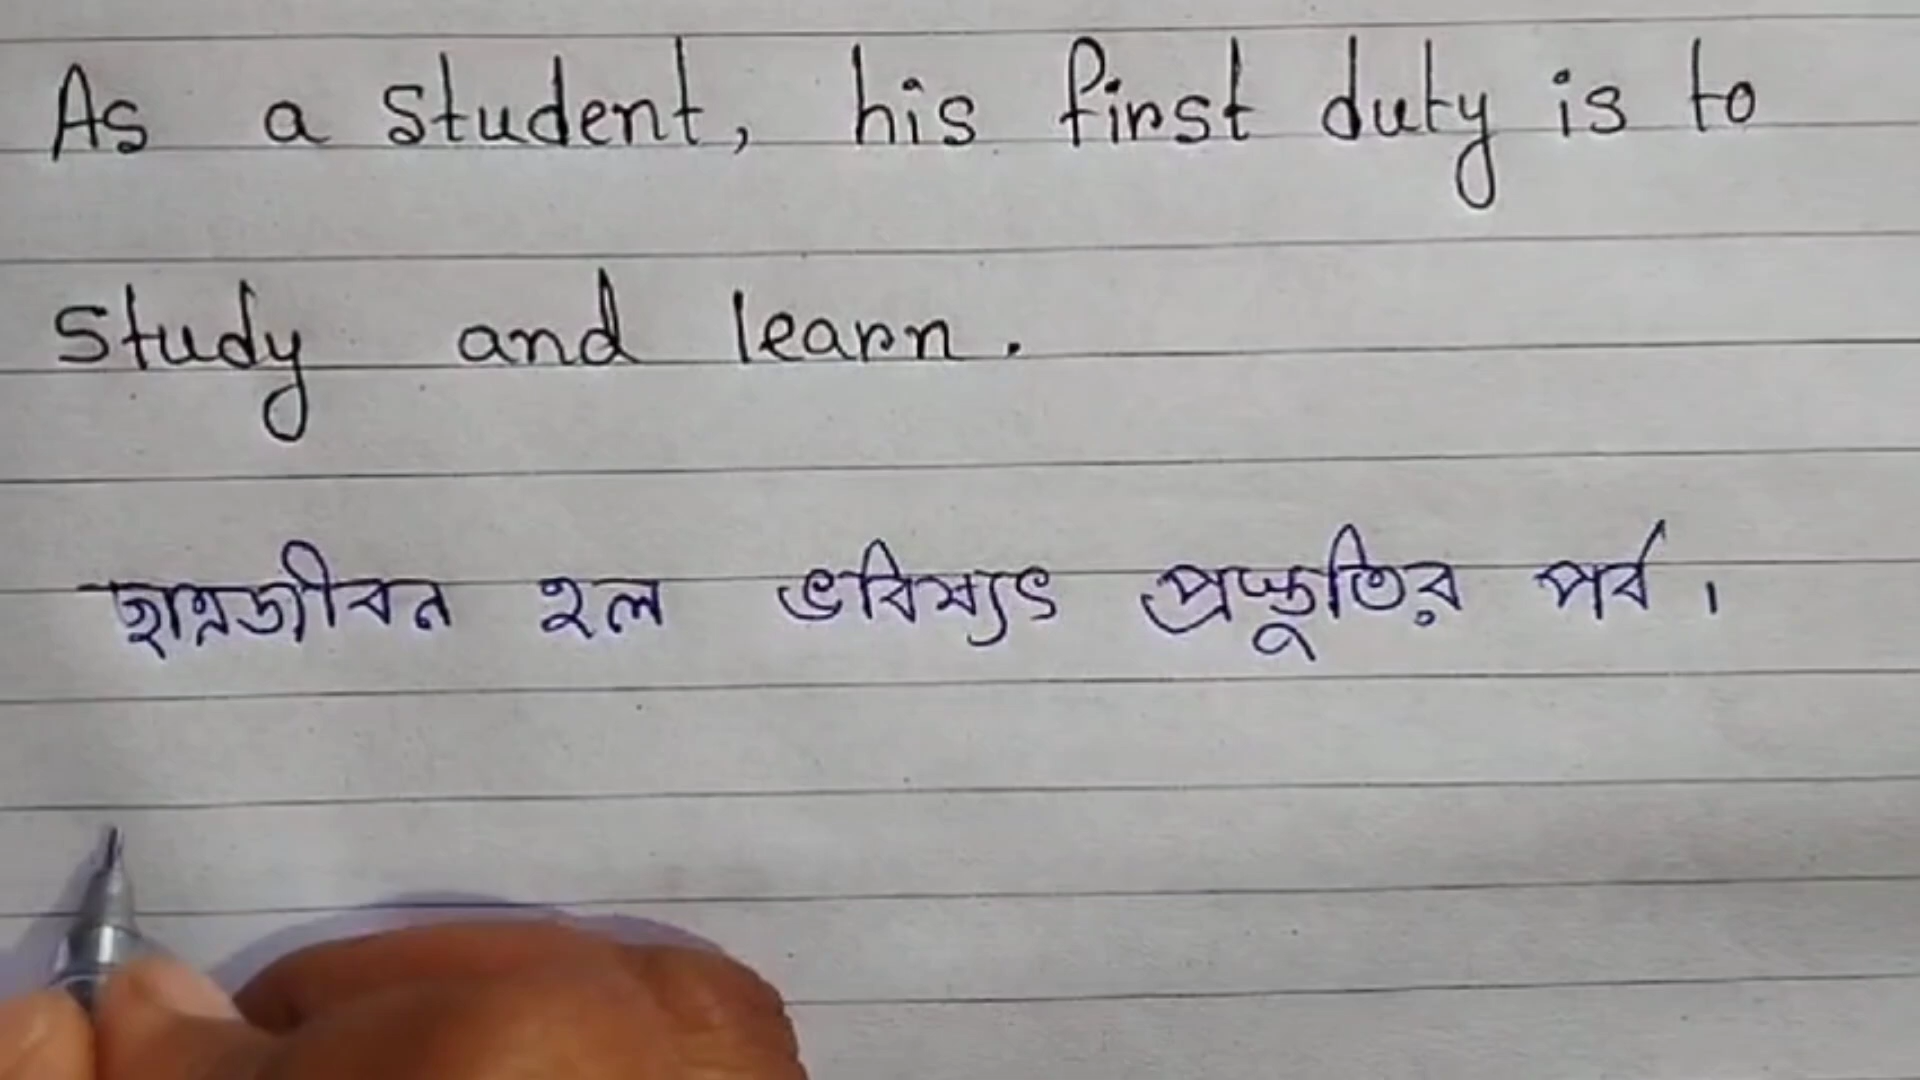 As a student, his first duty is to
study and learn.
ছাত্রজীবন হল ভবিষ্যৎ প্রস্তুতির পর্ব।